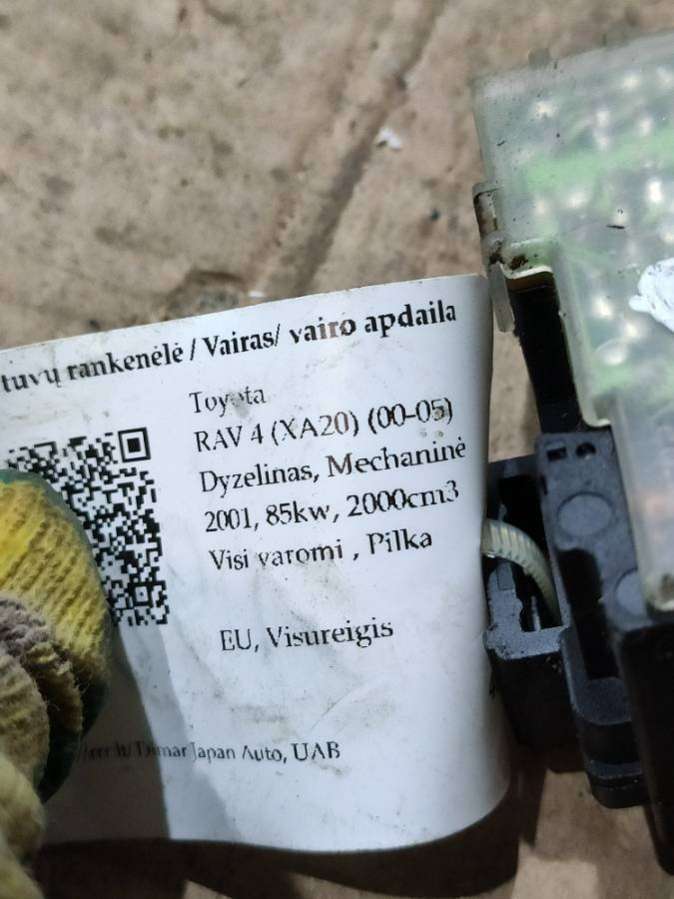 tuvų rankenėlė / Vairas/ vairo apdaila
Toyota
RAV 4 (XA20) (00-05)
Dyzelinas, Mechaninė
2001, 85kw, 2000cm3
Visi varomi , Pilka
EU, Visureigis
Japan Auto, UAB